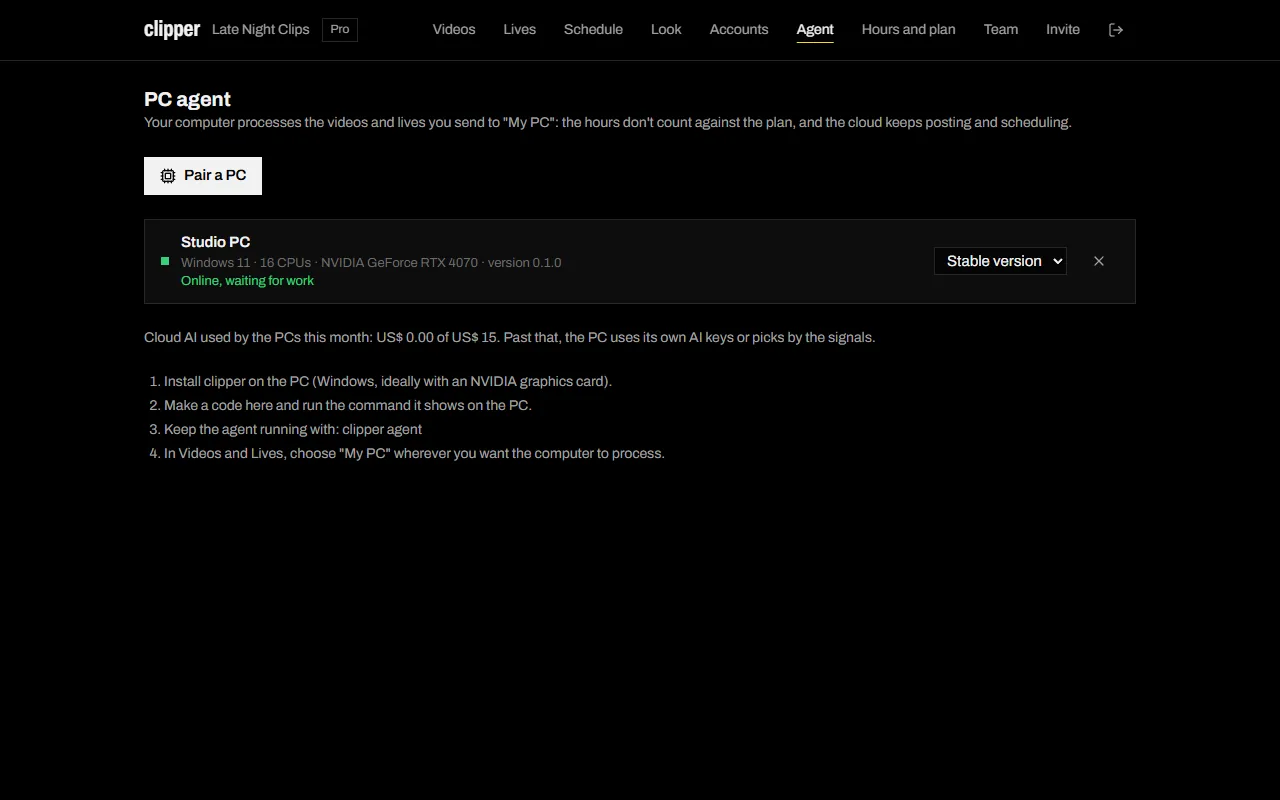 clipper Late Night Clips Pro Videos Lives Schedule Look Accounts Agent Hours and plan Team Invite
PC agent
Your computer processes the videos and lives you send to "My PC": the hours don't count against the plan, and the cloud keeps posting and scheduling.
Pair a PC
Studio PC
Windows 11 · 16 CPUs · NVIDIA GeForce RTX 4070 · version 0.1.0
Online, waiting for work
Stable version
Cloud AI used by the PCs this month: US$ 0.00 of US$ 15. Past that, the PC uses its own AI keys or picks by the signals.
1. Install clipper on the PC (Windows, ideally with an NVIDIA graphics card).
2. Make a code here and run the command it shows on the PC.
3. Keep the agent running with: clipper agent
4. In Videos and Lives, choose "My PC" wherever you want the computer to process.